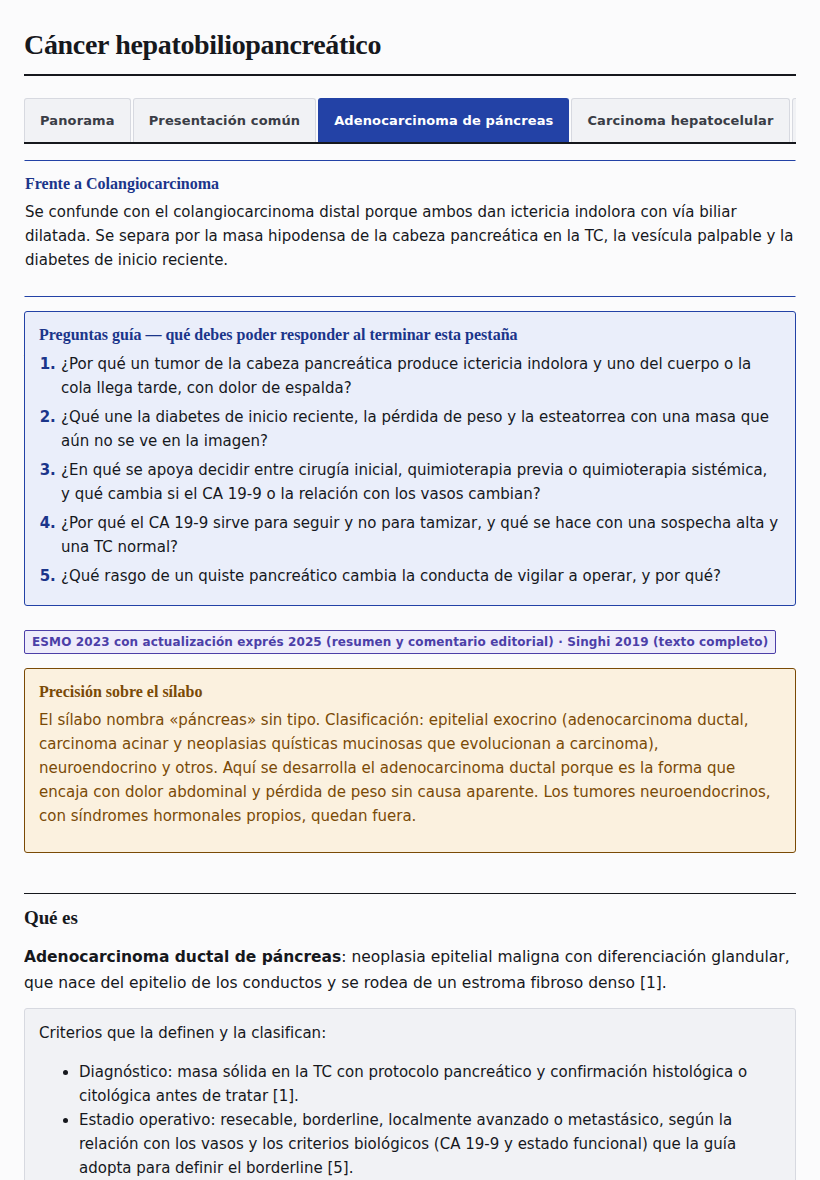 Cáncer hepatobiliopancreático
Panorama
Presentación común
Adenocarcinoma de páncreas
Carcinoma hepatocelular
Frente a Colangiocarcinoma
Se confunde con el colangiocarcinoma distal porque ambos dan ictericia indolora con vía biliar
dilatada. Se separa por la masa hipodensa de la cabeza pancreática en la TC, la vesícula palpable y la
diabetes de inicio reciente.
Preguntas guía — qué debes poder responder al terminar esta pestaña
1. ¿Por qué un tumor de la cabeza pancreática produce ictericia indolora y uno del cuerpo o la
cola llega tarde, con dolor de espalda?
2. ¿Qué une la diabetes de inicio reciente, la pérdida de peso y la esteatorrea con una masa que
aún no se ve en la imagen?
3. ¿En qué se apoya decidir entre cirugía inicial, quimioterapia previa o quimioterapia sistémica,
y qué cambia si el CA 19-9 o la relación con los vasos cambian?
4. ¿Por qué el CA 19-9 sirve para seguir y no para tamizar, y qué se hace con una sospecha alta y
una TC normal?
5. ¿Qué rasgo de un quiste pancreático cambia la conducta de vigilar a operar, y por qué?
ESMO 2023 con actualización exprés 2025 (resumen y comentario editorial) · Singhi 2019 (texto completo)
Precisión sobre el sílabo
El sílabo nombra «páncreas» sin tipo. Clasificación: epitelial exocrino (adenocarcinoma ductal,
carcinoma acinar y neoplasias quísticas mucinosas que evolucionan a carcinoma),
neuroendocrino y otros. Aquí se desarrolla el adenocarcinoma ductal porque es la forma que
encaja con dolor abdominal y pérdida de peso sin causa aparente. Los tumores neuroendocrinos,
con síndromes hormonales propios, quedan fuera.
Qué es
Adenocarcinoma ductal de páncreas: neoplasia epitelial maligna con diferenciación glandular,
que nace del epitelio de los conductos y se rodea de un estroma fibroso denso [1].
Criterios que la definen y la clasifican:
• Diagnóstico: masa sólida en la TC con protocolo pancreático y confirmación histológica o
citológica antes de tratar [1].
• Estadio operativo: resecable, borderline, localmente avanzado o metastásico, según la
relación con los vasos y los criterios biológicos (CA 19-9 y estado funcional) que la guía
adopta para definir el borderline [5].